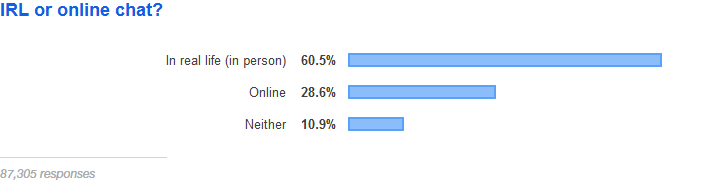 IRL or online chat?
In real life (in person) 60.5%
Online 28.6%
Neither 10.9%
87,305 responses